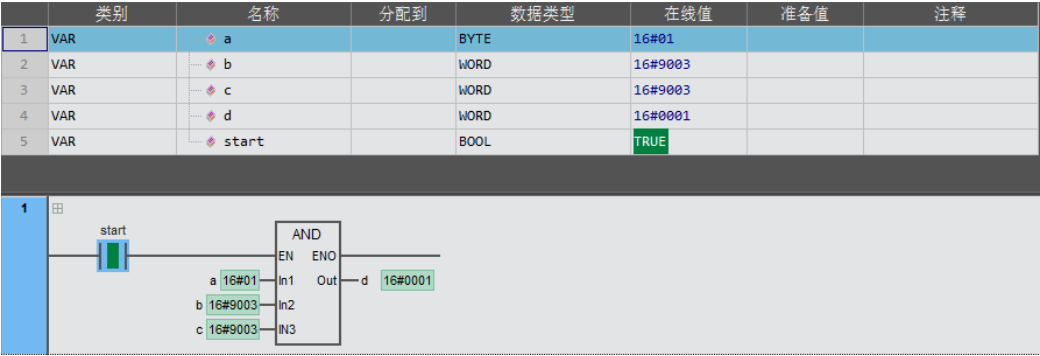 类别 名称 分配到 数据类型 在线值 准备值 注释
1 VAR a BYTE 16#01
2 VAR b WORD 16#9003
3 VAR c WORD 16#9003
4 VAR d WORD 16#0001
5 VAR start BOOL TRUE
1
start
AND
EN ENO
a 16#01 In1 Out d 16#0001
b 16#9003 In2
c 16#9003 IN3